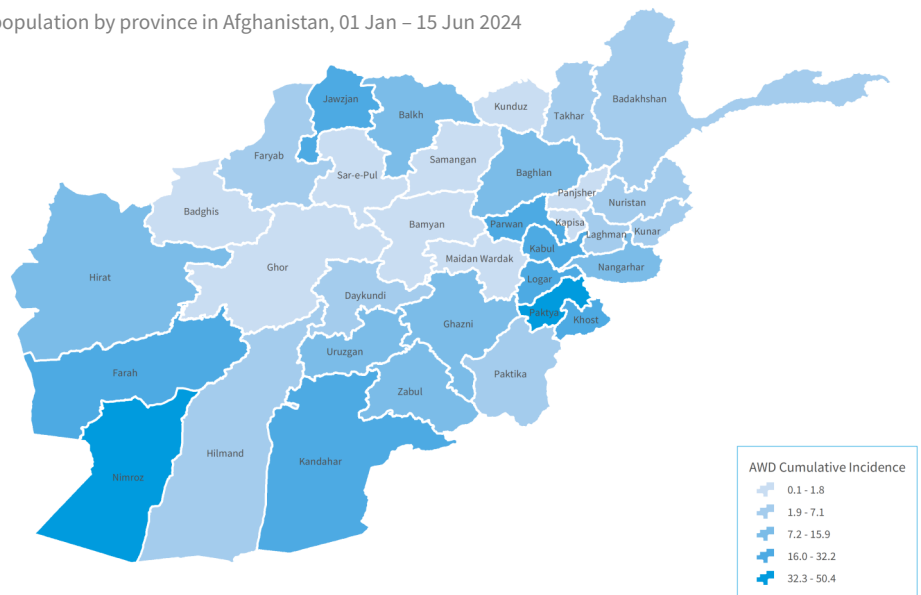 population by province in Afghanistan, 01 Jan – 15 Jun 2024
Jawzjan
Balkh
Kunduz
Takhar
Badakhshan
Faryab
Sar-e-Pul
Samangan
Baghlan
Panjsher
Nuristan
Badghis
Bamyan
Parwan
Kapisa
Laghman
Kunar
Hirat
Ghor
Maidan Wardak
Kabul
Nangarhar
Daykundi
Logar
Ghazni
Paktya
Khost
Uruzgan
Farah
Zabul
Paktika
Nimroz
Hilmand
Kandahar
AWD Cumulative Incidence
0.1 - 1.8
1.9 - 7.1
7.2 - 15.9
16.0 - 32.2
32.3 - 50.4